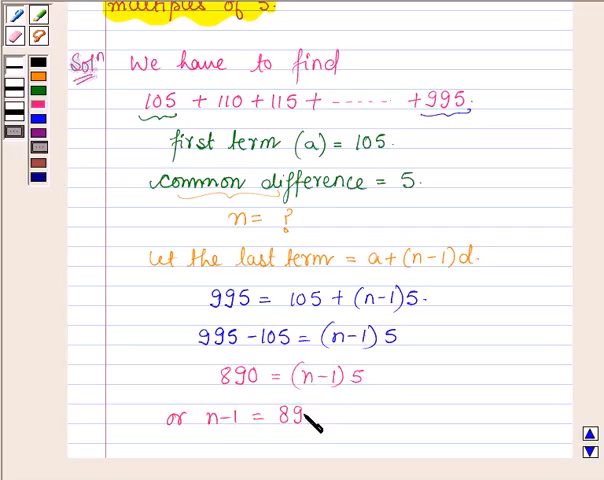 multiples of 5.
Solⁿ We have to find
105 + 110 + 115 + ------ + 995.
first term (a) = 105.
common difference = 5.
n = ?
Let the last term = a + (n-1)d.
995 = 105 + (n-1)5.
995 - 105 = (n-1) 5
890 = (n-1) 5
or n-1 = 89